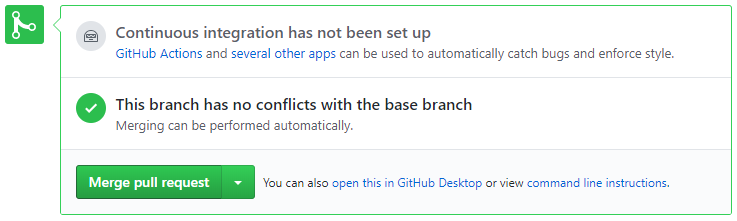 Continuous integration has not been set up
GitHub Actions and several other apps can be used to automatically catch bugs and enforce style.
This branch has no conflicts with the base branch
Merging can be performed automatically.
Merge pull request
You can also open this in GitHub Desktop or view command line instructions.